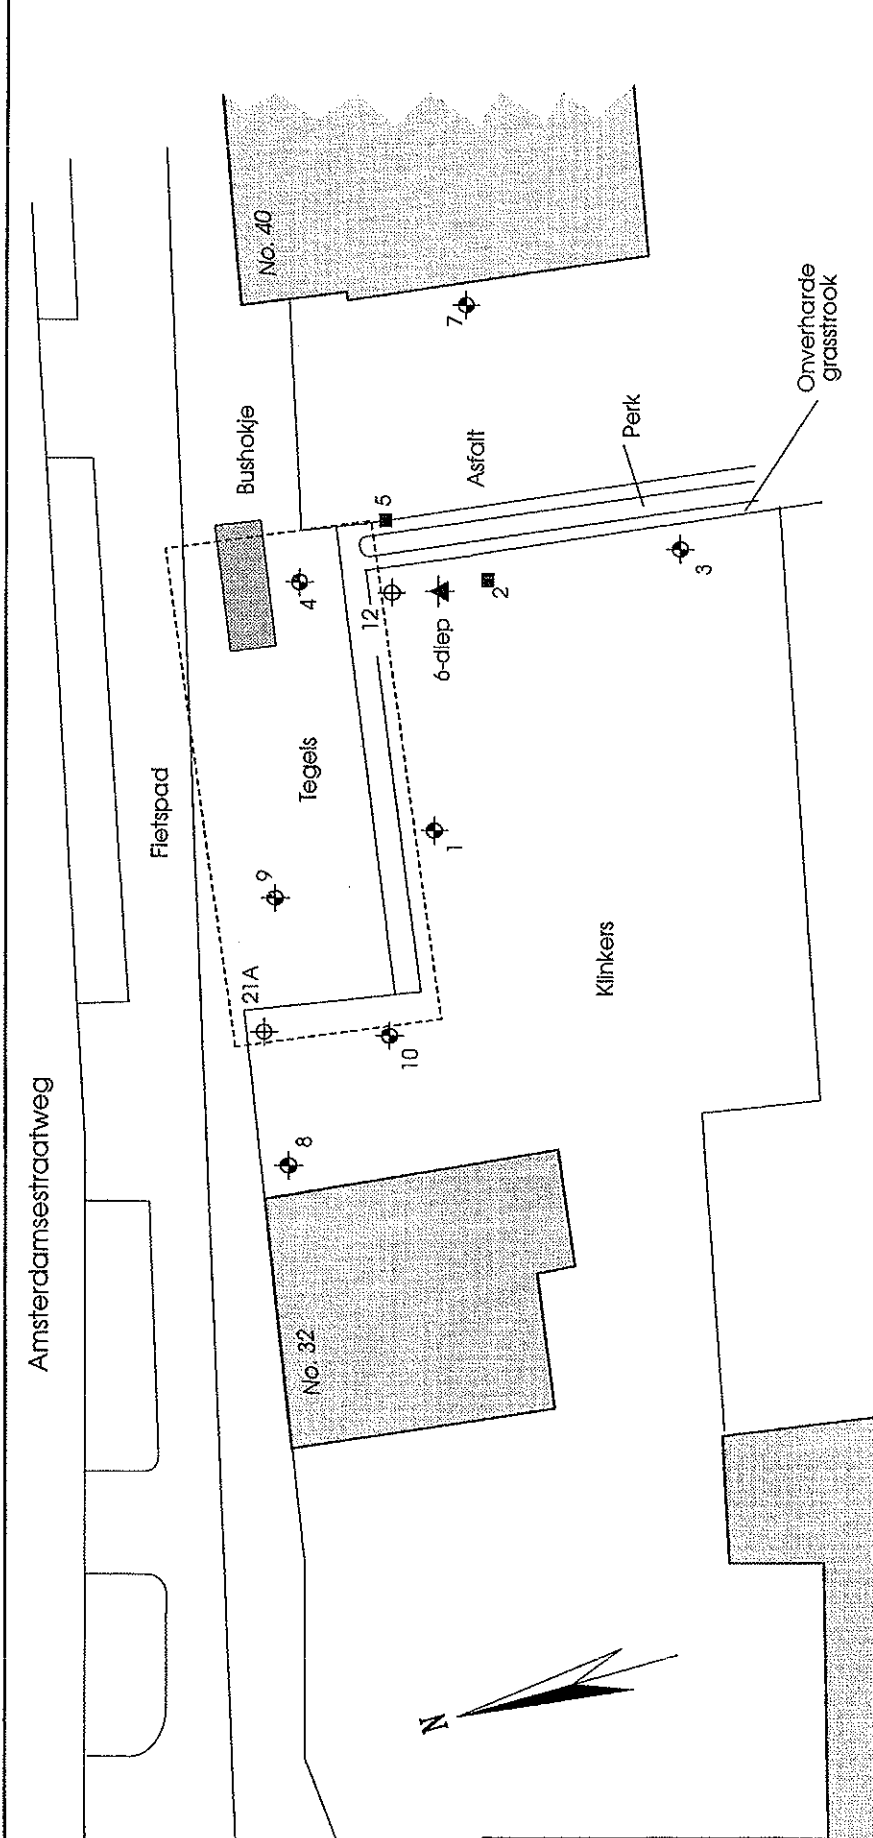 Amsterdamsestraatweg
Fietspad
Bushokje
No. 40
21A
9
Tegels
4
12
5
7
Asfalt
Perk
Onverharde
grasstrook
8
10
1
6-diep
2
3
No. 32
Klinkers
N